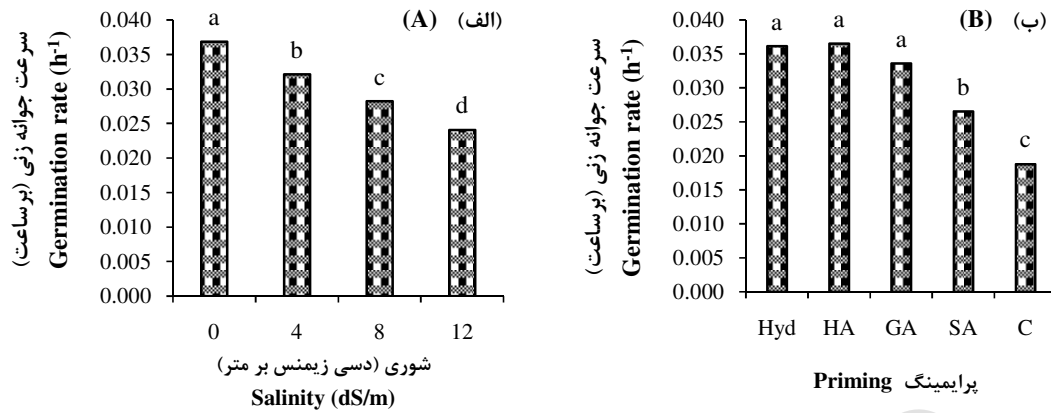 (A) (الف)
سرعت جوانه زنی (برساعت)
Germination rate (h⁻¹)
0.040
0.035
0.030
0.025
0.020
0.015
0.010
0.005
0.000
a
b
c
d
0 4 8 12
شوری (دسی زیمنس بر متر)
Salinity (dS/m)
(B) (ب)
سرعت جوانه زنی (برساعت)
Germination rate (h⁻¹)
0.040
0.035
0.030
0.025
0.020
0.015
0.010
0.005
0.000
a
a
a
b
c
Hyd HA GA SA C
پرایمینگ Priming